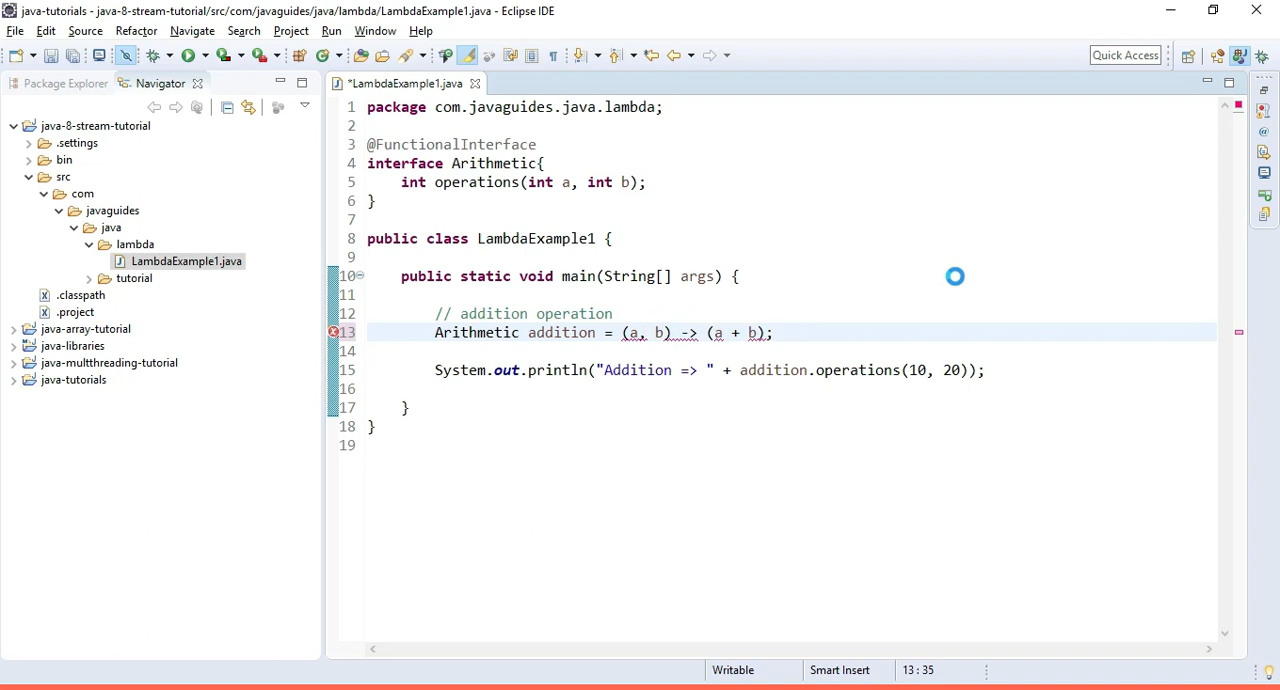 java-tutorials - java-8-stream-tutorial/src/com/javaguides/java/lambda/LambdaExample1.java - Eclipse IDE
File Edit Source Refactor Navigate Search Project Run Window Help
Quick Access
Package Explorer Navigator
java-8-stream-tutorial
.settings
bin
src
com
javaguides
java
lambda
LambdaExample1.java
tutorial
.classpath
.project
java-array-tutorial
java-libraries
java-multthreading-tutorial
java-tutorials
*LambdaExample1.java
1 package com.javaguides.java.lambda;
2
3 @FunctionalInterface
4 interface Arithmetic{
5 int operations(int a, int b);
6 }
7
8 public class LambdaExample1 {
9
10 public static void main(String[] args) {
11
12 // addition operation
13 Arithmetic addition = (a, b) -> (a + b);
14
15 System.out.println("Addition => " + addition.operations(10, 20));
16
17 }
18 }
19
Writable Smart Insert 13 : 35